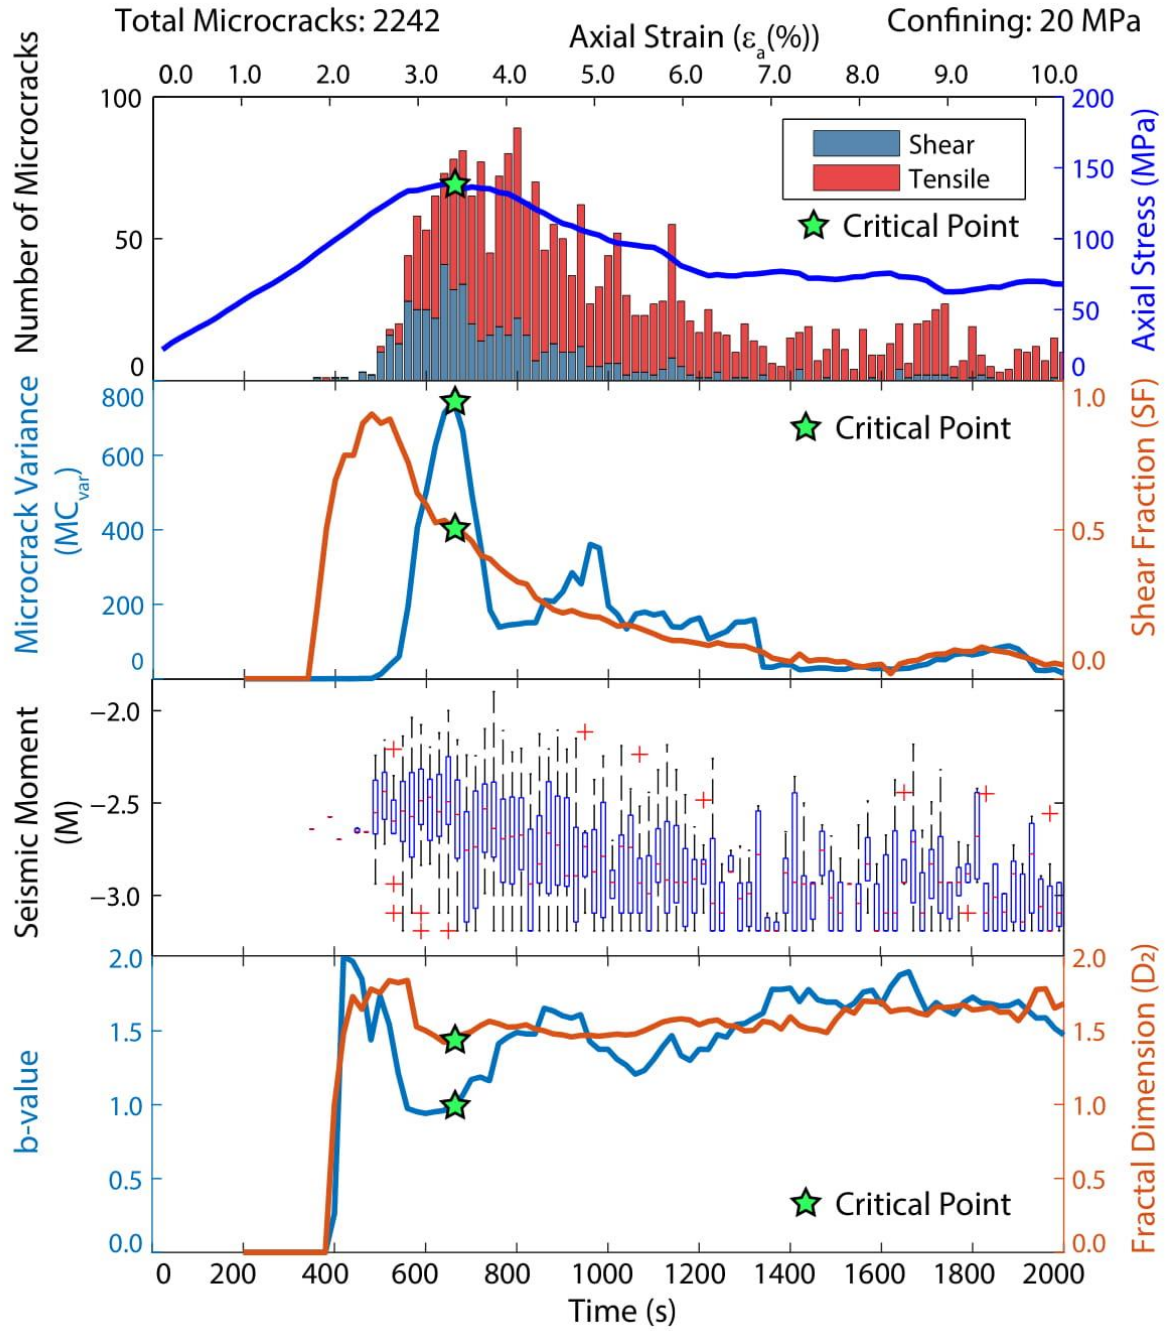 Total Microcracks: 2242
Axial Strain (εa(%))
Confining: 20 MPa
0.0 1.0 2.0 3.0 4.0 5.0 6.0 7.0 8.0 9.0 10.0
Number of Microcracks
100
50
0
Shear
Tensile
Critical Point
200
150
100
50
0
Axial Stress (MPa)
Microcrack Variance
(MCvar)
800
600
400
200
0
Critical Point
1.0
0.5
0.0
Shear Fraction (SF)
Seismic Moment
(M)
−2.0
−2.5
−3.0
b-value
2.0
1.5
1.0
0.5
0.0
Critical Point
2.0
1.5
1.0
0.5
0.0
Fractal Dimension (D₂)
0 200 400 600 800 1000 1200 1400 1600 1800 2000
Time (s)